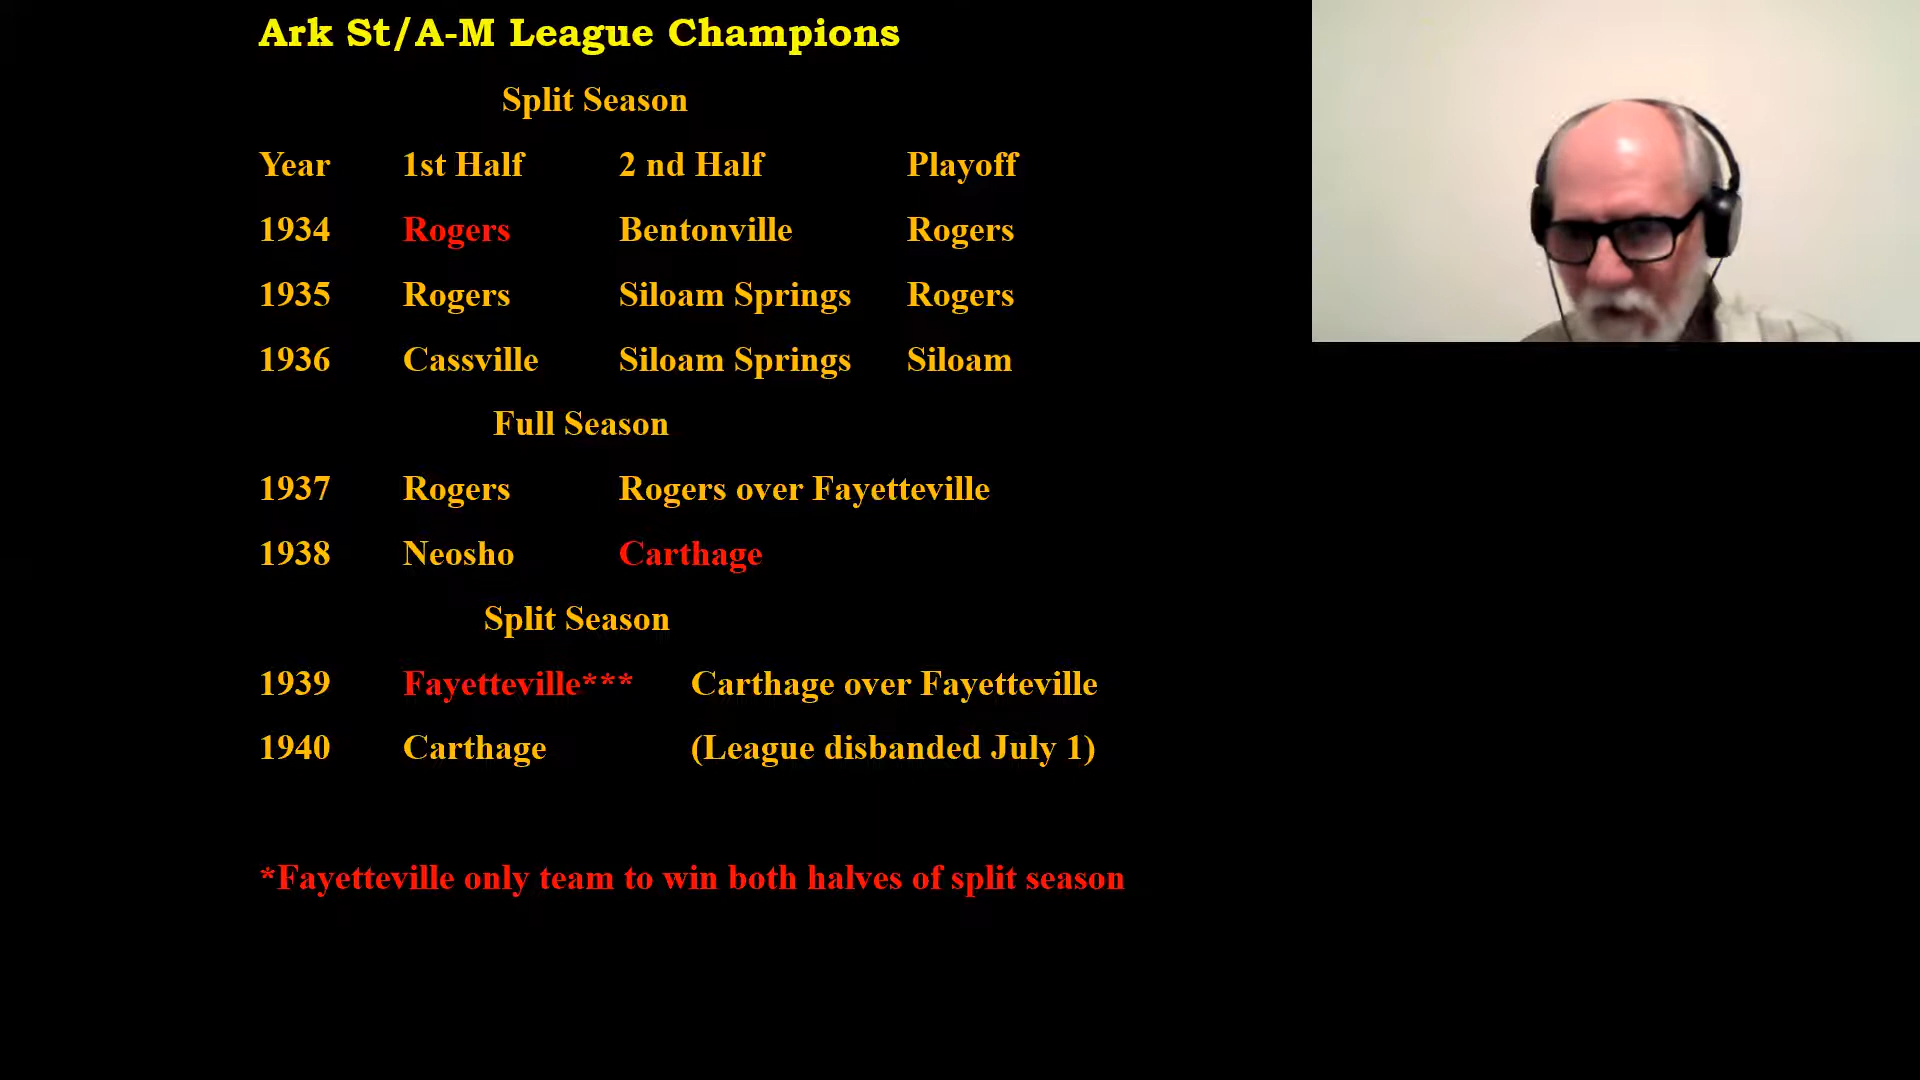 Ark St/A-M League Champions
Split Season
Year 1st Half 2 nd Half Playoff
1934 Rogers Bentonville Rogers
1935 Rogers Siloam Springs Rogers
1936 Cassville Siloam Springs Siloam
Full Season
1937 Rogers Rogers over Fayetteville
1938 Neosho Carthage
Split Season
1939 Fayetteville*** Carthage over Fayetteville
1940 Carthage (League disbanded July 1)
*Fayetteville only team to win both halves of split season